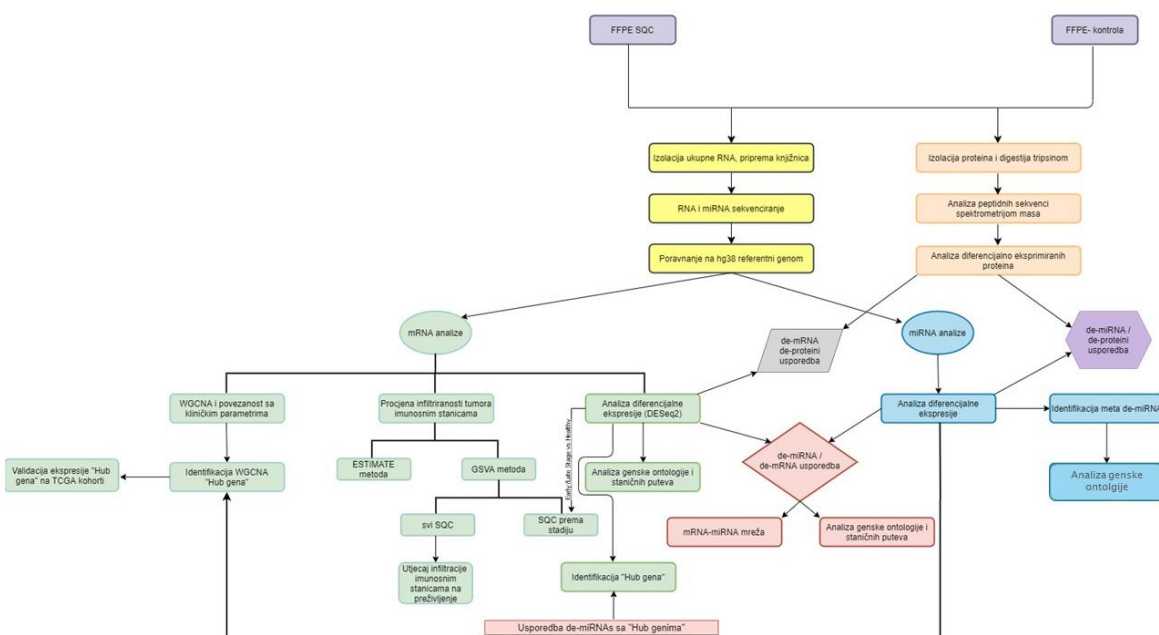 FFPE SQC
FFPE- kontrola
Izolacija ukupne RNA, priprema knjižnica
Izolacija proteina i digestija tripsinom
RNA i miRNA sekvenciranje
Analiza peptidnih sekvenci
spektrometrijom masa
Poravnanje na hg38 referentni genom
Analiza diferencijalno eksprimiranih
proteina
mRNA analize
de-mRNA
de-proteini
usporedba
miRNA analize
de-miRNA /
de-proteini
usporedba
WGCNA i povezanost sa
kliničkim parametrima
Procjena infiltriranosti tumora
imunosnim stanicama
Analiza diferencijalne
ekspresije (DESeq2)
Analiza diferencijalne
ekspresije
Identifikacija meta de-miRNA
Early /Late Stage vs Healthy
Validacija ekspresije "Hub
gena" na TCGA kohorti
Identifikacija WGCNA
"Hub gena"
ESTIMATE
metoda
GSVA metoda
Analiza genske ontologije i
staničnih puteva
de-miRNA /
de-mRNA usporedba
Analiza genske
ontolgije
svi SQC
SQC prema
stadiju
mRNA-miRNA mreža
Analiza genske ontologije i
staničnih puteva
Utjecaj infiltracije
imunosnim
stanicama na
preživljenje
Identifikacija "Hub gena"
Usporedba de-miRNAs sa "Hub genima"